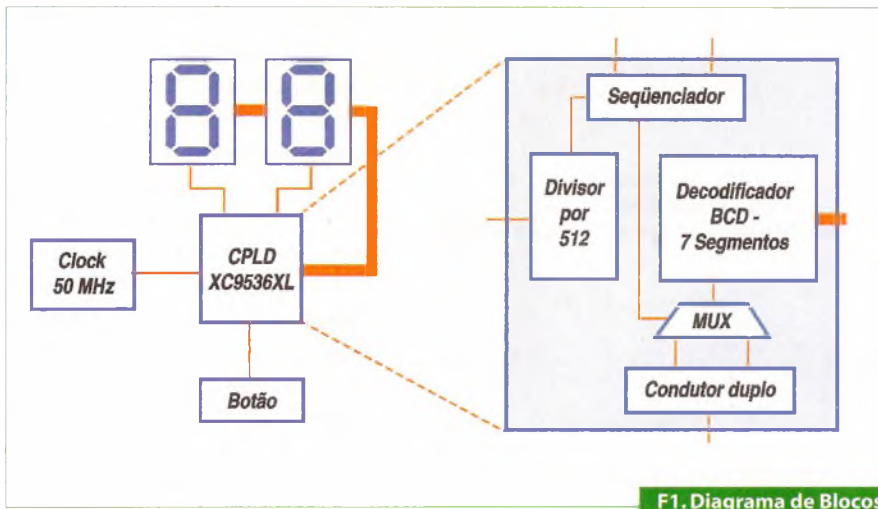 Clock
50 MHz
CPLD
XC9536XL
Botão
Seqüenciador
Divisor
por
512
Decodificador
BCD -
7 Segmentos
MUX
Condutor duplo
F1. Diagrama de Blocos